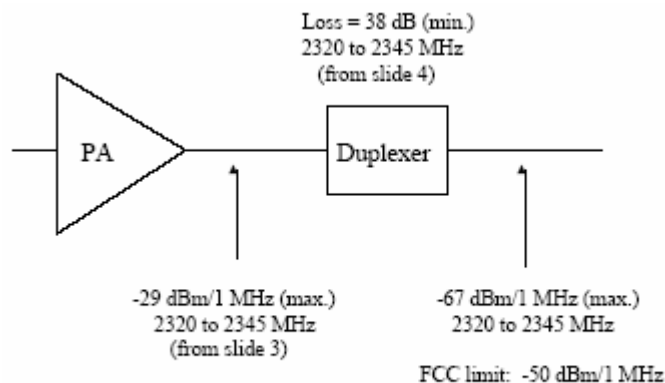 Loss = 38 dB (min.)
2320 to 2345 MHz
(from slide 4)
PA
Duplexer
-29 dBm/1 MHz (max.)
2320 to 2345 MHz
(from slide 3)
-67 dBm/1 MHz (max.)
2320 to 2345 MHz
FCC limit: -50 dBm/1 MHz